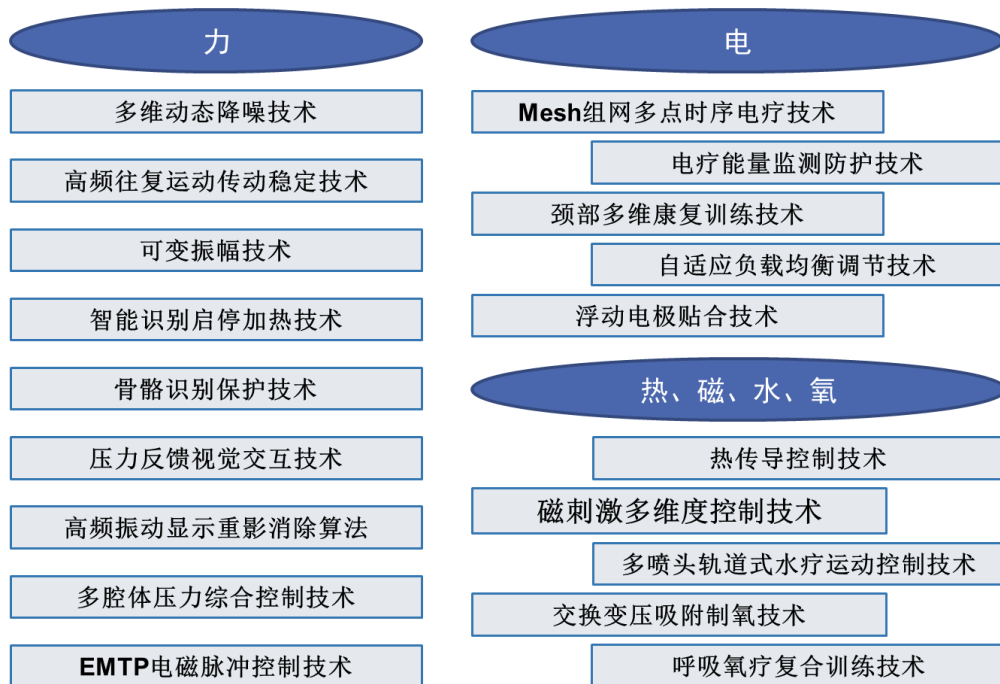 力
多维动态降噪技术
高频往复运动传动稳定技术
可变振幅技术
智能识别启停加热技术
骨骼识别保护技术
压力反馈视觉交互技术
高频振动显示重影消除算法
多腔体压力综合控制技术
EMTP电磁脉冲控制技术
电
Mesh组网多点时序电疗技术
电疗能量监测防护技术
颈部多维康复训练技术
自适应负载均衡调节技术
浮动电极贴合技术
热、磁、水、氧
热传导控制技术
磁刺激多维度控制技术
多喷头轨道式水疗运动控制技术
交换变压吸附制氧技术
呼吸氧疗复合训练技术